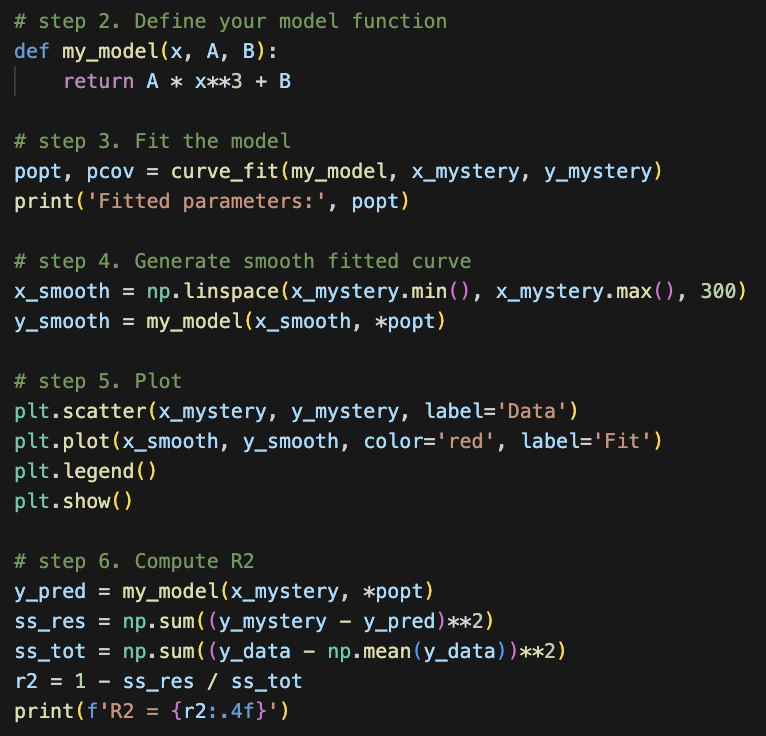 # step 2. Define your model function
def my_model(x, A, B):
    return A * x**3 + B

# step 3. Fit the model
popt, pcov = curve_fit(my_model, x_mystery, y_mystery)
print('Fitted parameters:', popt)

# step 4. Generate smooth fitted curve
x_smooth = np.linspace(x_mystery.min(), x_mystery.max(), 300)
y_smooth = my_model(x_smooth, *popt)

# step 5. Plot
plt.scatter(x_mystery, y_mystery, label='Data')
plt.plot(x_smooth, y_smooth, color='red', label='Fit')
plt.legend()
plt.show()

# step 6. Compute R2
y_pred = my_model(x_mystery, *popt)
ss_res = np.sum((y_mystery - y_pred)**2)
ss_tot = np.sum((y_data - np.mean(y_data))**2)
r2 = 1 - ss_res / ss_tot
print(f'R2 = {r2:.4f}')